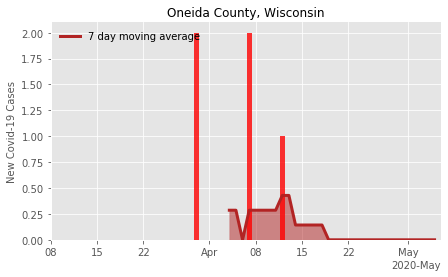 Oneida County, Wisconsin
7 day moving average
New Covid-19 Cases
2.00
1.75
1.50
1.25
1.00
0.75
0.50
0.25
0.00
08 15 22 Apr 08 15 22 May
2020-May